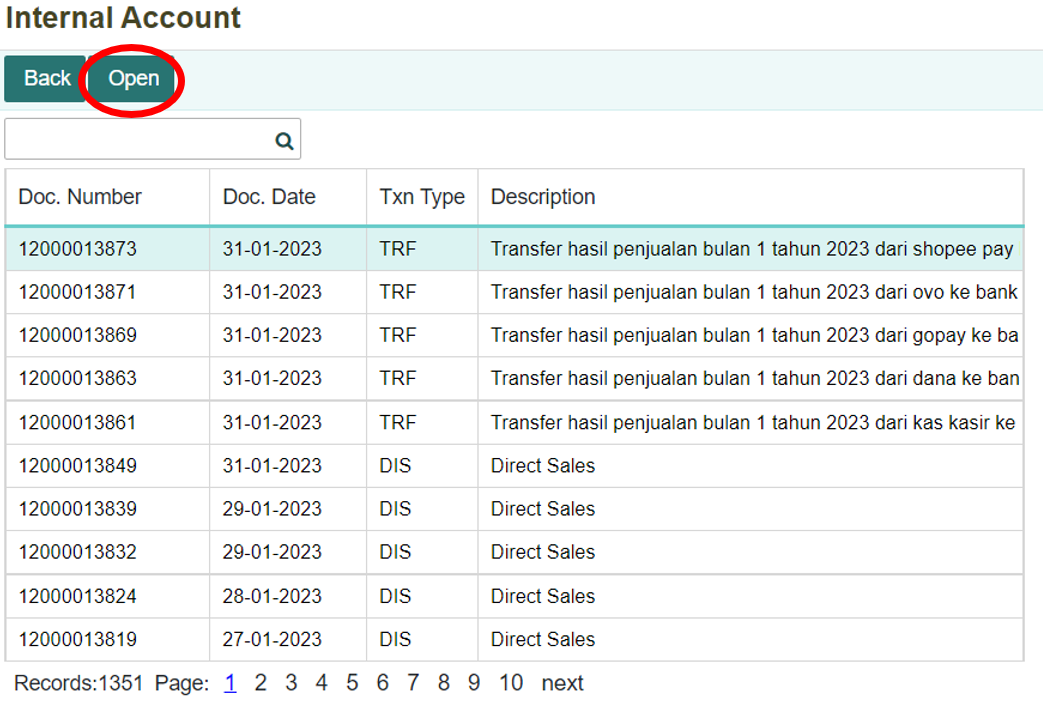 Internal Account
Back Open
Doc. Number Doc. Date Txn Type Description
12000013873 31-01-2023 TRF Transfer hasil penjualan bulan 1 tahun 2023 dari shopee pay
12000013871 31-01-2023 TRF Transfer hasil penjualan bulan 1 tahun 2023 dari ovo ke bank
12000013869 31-01-2023 TRF Transfer hasil penjualan bulan 1 tahun 2023 dari gopay ke ba
12000013863 31-01-2023 TRF Transfer hasil penjualan bulan 1 tahun 2023 dari dana ke ban
12000013861 31-01-2023 TRF Transfer hasil penjualan bulan 1 tahun 2023 dari kas kasir ke
12000013849 31-01-2023 DIS Direct Sales
12000013839 29-01-2023 DIS Direct Sales
12000013832 29-01-2023 DIS Direct Sales
12000013824 28-01-2023 DIS Direct Sales
12000013819 27-01-2023 DIS Direct Sales
Records:1351 Page: 1 2 3 4 5 6 7 8 9 10 next